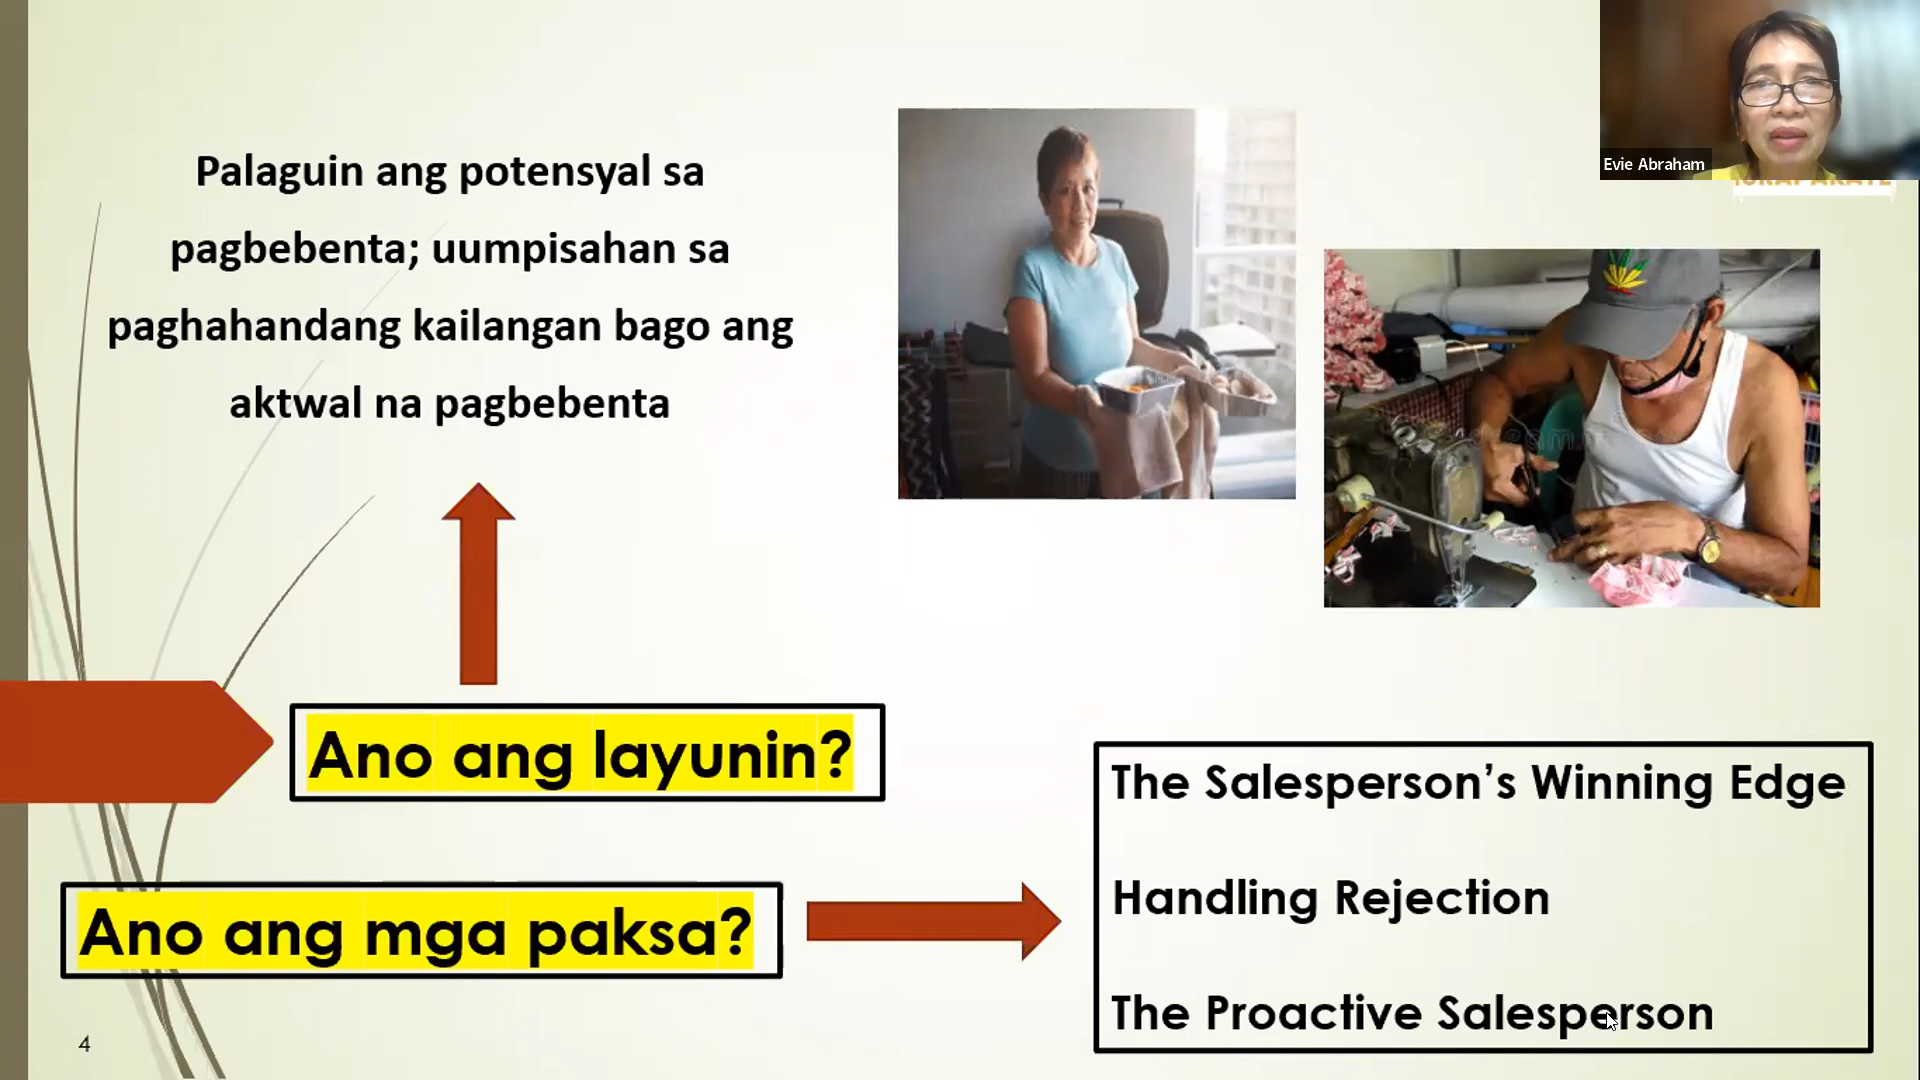 Evie Abraham
Palaguin ang potensyal sa
pagbebenta; uumpisahan sa
paghahandang kailangan bago ang
aktwal na pagbebenta
Ano ang layunin?
Ano ang mga paksa?
The Salesperson’s Winning Edge
Handling Rejection
The Proactive Salesperson
4